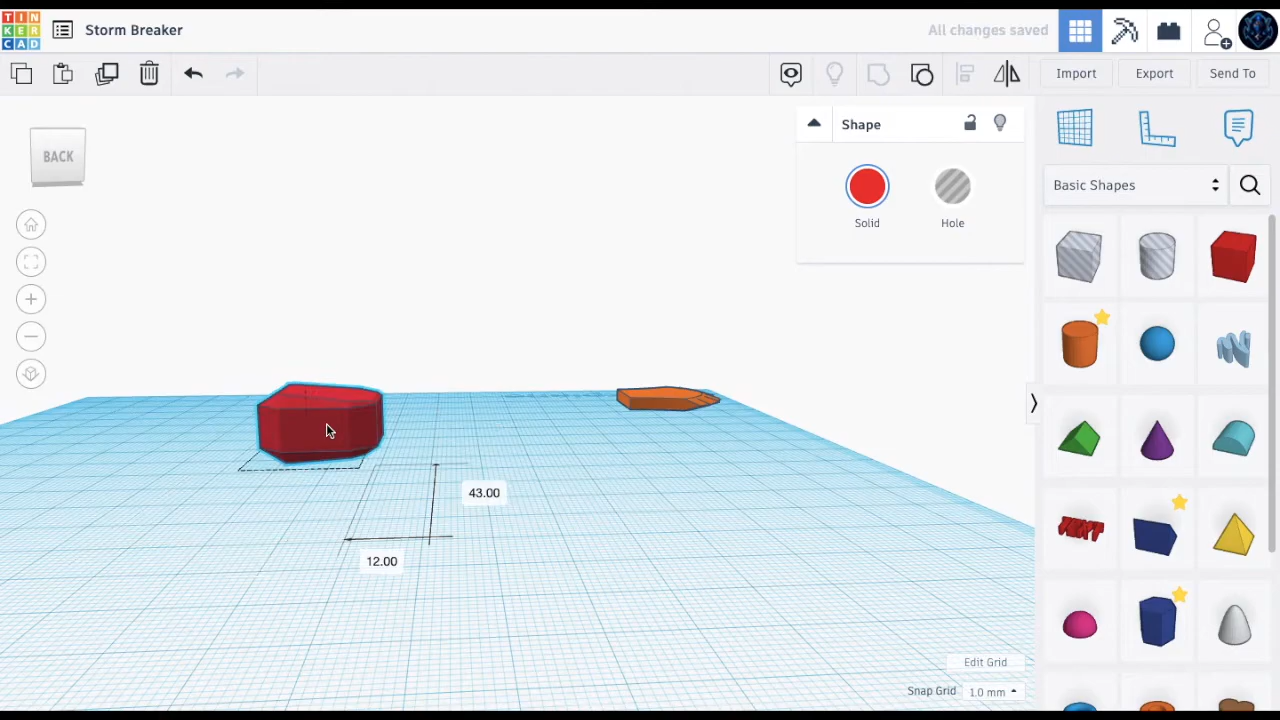 TIN
KER
CAD
Storm Breaker
All changes saved
Import
Export
Send To
BACK
Shape
Solid
Hole
Basic Shapes
43.00
12.00
TEXT
Edit Grid
Snap Grid
1.0 mm